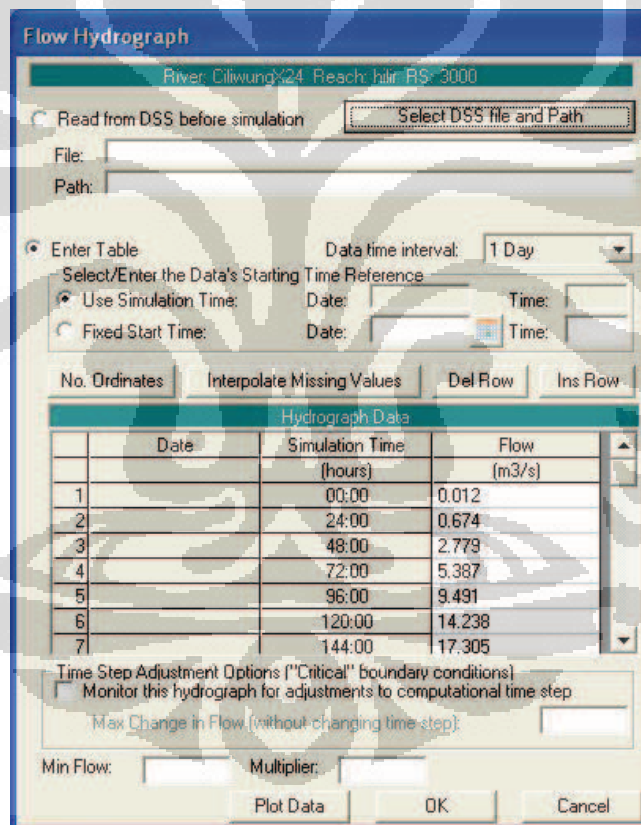 Flow Hydrograph
River: CiliwungX24 Reach: hilir RS: 3000
Read from DSS before simulation
Select DSS file and Path
File:
Path:
Enter Table
Data time interval:
1 Day
Select/Enter the Data's Starting Time Reference
Use Simulation Time:
Date:
Time:
Fixed Start Time:
Date:
Time:
No. Ordinates
Interpolate Missing Values
Del Row
Ins Row
Hydrograph Data
Date Simulation Time Flow
(hours) (m3/s)
1 00:00 0.012
2 24:00 0.674
3 48:00 2.779
4 72:00 5.387
5 96:00 9.491
6 120:00 14.238
7 144:00 17.305
Time Step Adjustment Options ("Critical" boundary conditions)
Monitor this hydrograph for adjustments to computational time step
Max Change in Flow (without changing time step):
Min Flow:
Multiplier:
Plot Data
OK
Cancel